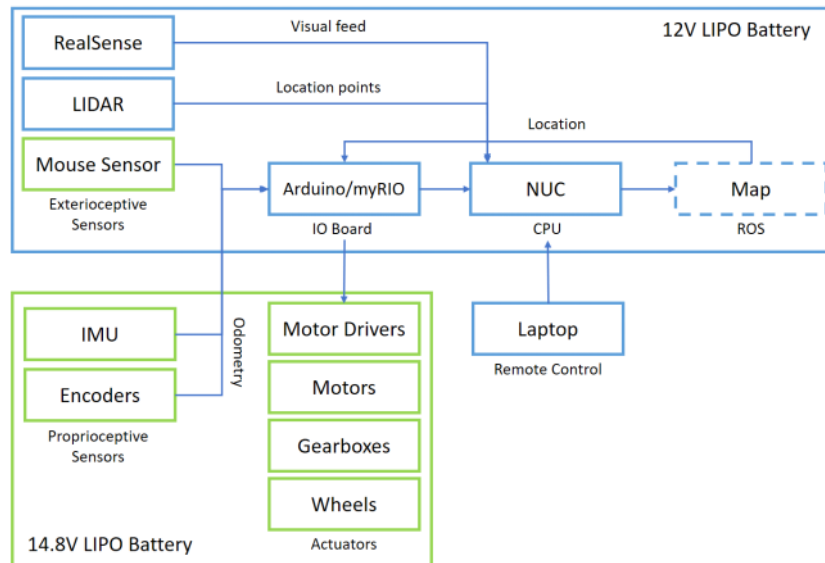 RealSense
Visual feed
12V LIPO Battery
LIDAR
Location points
Location
Mouse Sensor
Exterioceptive
Sensors
Arduino/myRIO
IO Board
NUC
CPU
Map
ROS
IMU
Encoders
Proprioceptive
Sensors
Odometry
Motor Drivers
Motors
Gearboxes
Wheels
Actuators
Laptop
Remote Control
14.8V LIPO Battery